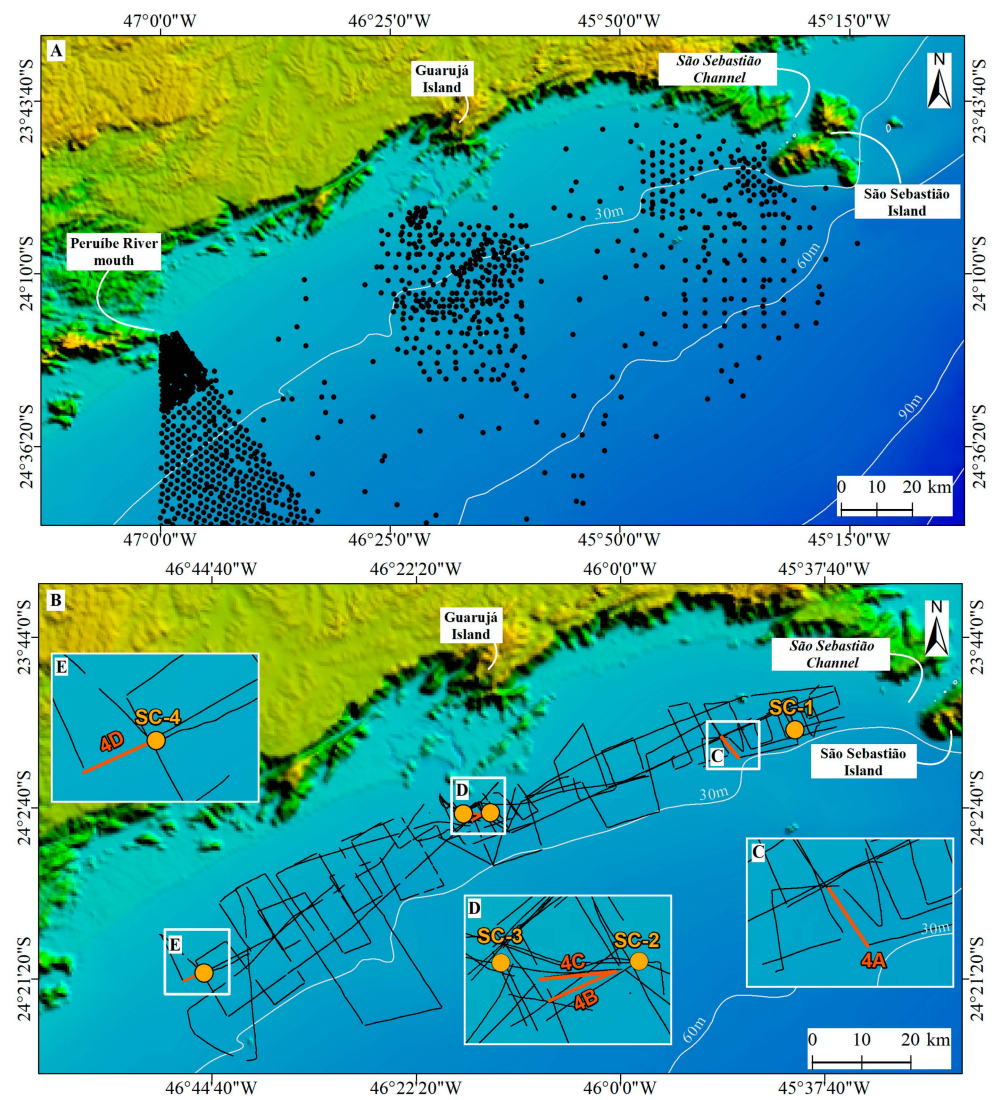 47°0'0"W 46°25'0"W 45°50'0"W 45°15'0"W
A
São Sebastião
Channel
N
Guarujá
Island
23°43'40"S
23°43'40"S
São Sebastião
Island
30m
Peruíbe River
mouth
60m
24°10'0"S
24°10'0"S
90m
24°36'20"S
24°36'20"S
0 10 20 km
47°0'0"W 46°25'0"W 45°50'0"W 45°15'0"W
46°44'40"W 46°22'20"W 46°0'0"W 45°37'40"W
B
N
Guarujá
Island
23°44'0"S
23°44'0"S
São Sebastião
Channel
E
SC-4
4D
SC-1
C
São Sebastião
Island
30m
D
24°2'40"S
24°2'40"S
C
30m
4A
D
SC-3
SC-2
4C
4B
E
24°21'20"S
24°21'20"S
60m
0 10 20 km
46°44'40"W 46°22'20"W 46°0'0"W 45°37'40"W